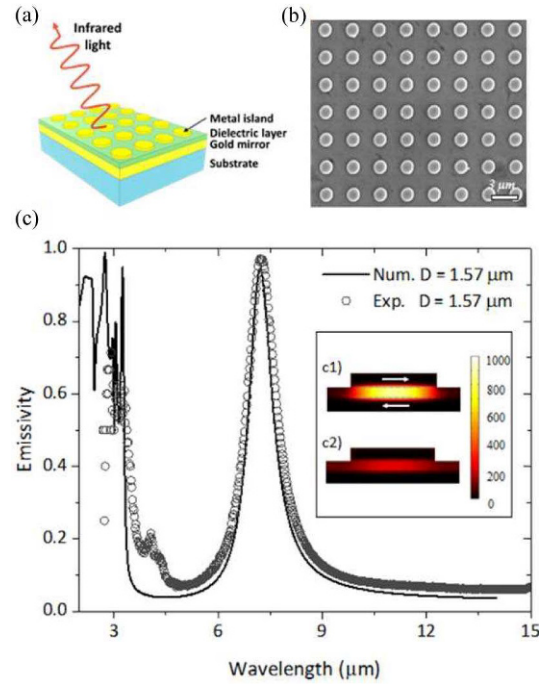 (a)
Infrared
light
Metal island
Dielectric layer
Gold mirror
Substrate
(b)
3 μm
(c)
1.0
0.8
0.6
0.4
0.2
0.0
Emissivity
Num. D = 1.57 μm
Exp. D = 1.57 μm
c1)
c2)
1000
800
600
400
200
0
3 6 9 12 15
Wavelength (μm)